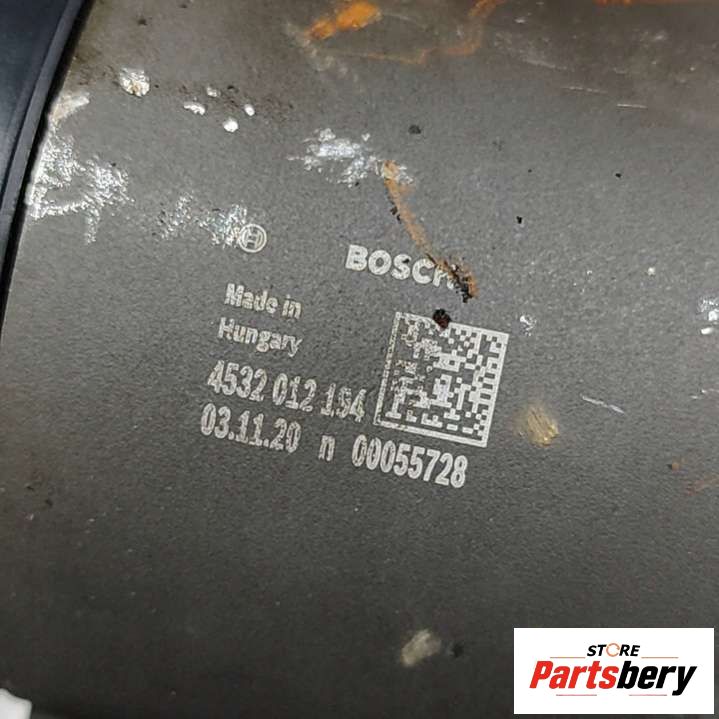 BOSCH
Made in
Hungary
4532 012 194
03.11.20 n 00055728
STORE
Partsbery